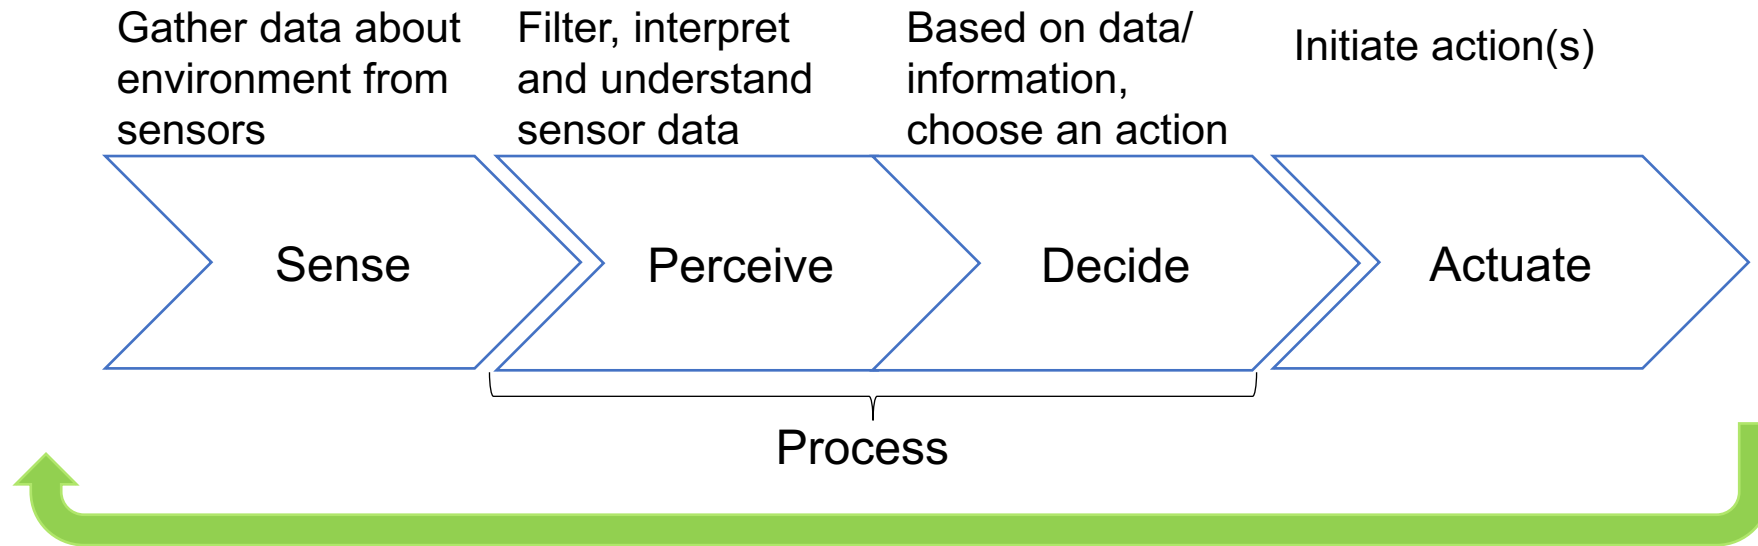 Gather data about
environment from
sensors
Filter, interpret
and understand
sensor data
Based on data/
information,
choose an action
Initiate action(s)
Sense
Perceive
Decide
Actuate
Process